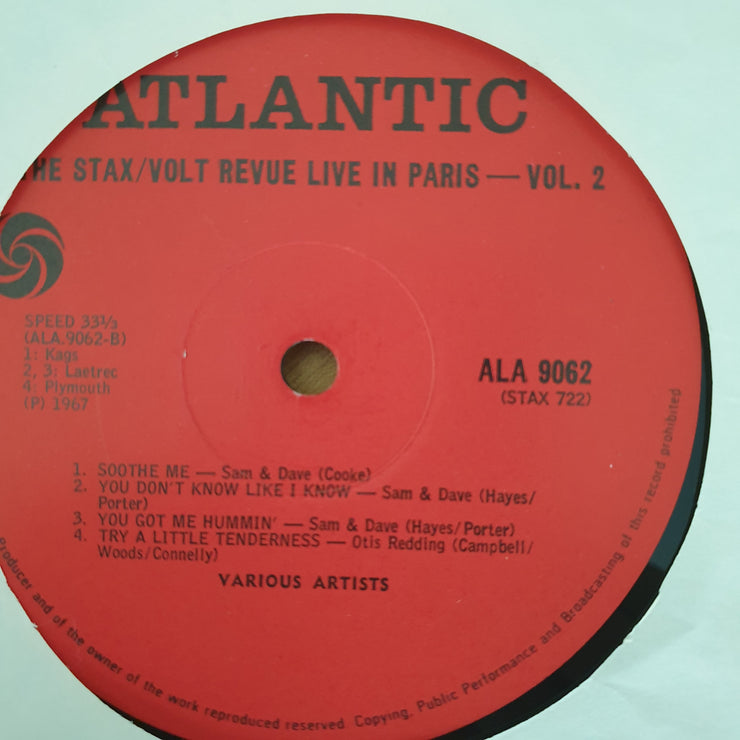 ATLANTIC
THE STAX/VOLT REVUE LIVE IN PARIS — VOL. 2
SPEED 33⅓
(ALA.9062-B)
1: Kags
2, 3: Laetrec
4: Plymouth
(P) 1967
ALA 9062
(STAX 722)
1. SOOTHE ME — Sam & Dave (Cooke)
2. YOU DON'T KNOW LIKE I KNOW — Sam & Dave (Hayes/
Porter)
3. YOU GOT ME HUMMIN' — Sam & Dave (Hayes/Porter)
4. TRY A LITTLE TENDERNESS — Otis Redding (Campbell/
Woods/Connelly)
VARIOUS ARTISTS
Producer and of the owner of the work reproduced reserved. Copying, Public Performance and Broadcasting of this record prohibited